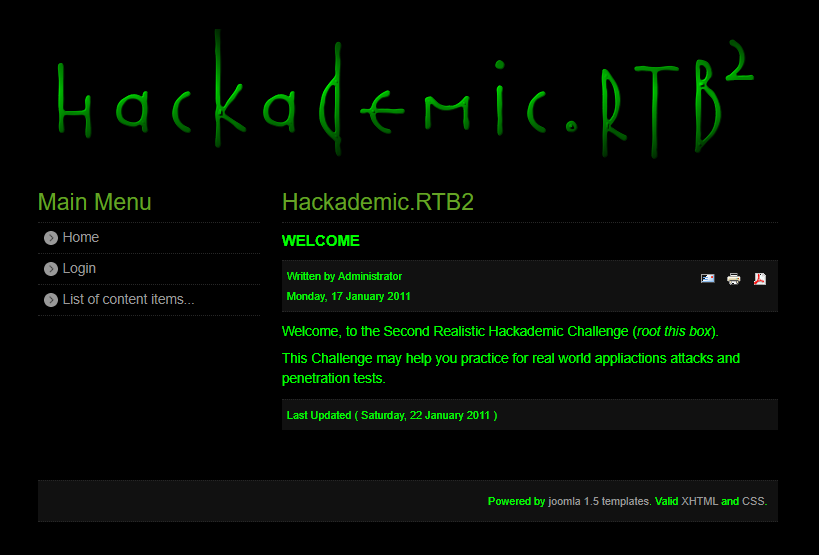 Hackademic.RTB2
Main Menu
Home
Login
List of content items...
Hackademic.RTB2
WELCOME
Written by Administrator
Monday, 17 January 2011
Welcome, to the Second Realistic Hackademic Challenge (root this box).
This Challenge may help you practice for real world appliactions attacks and
penetration tests.
Last Updated ( Saturday, 22 January 2011 )
Powered by joomla 1.5 templates. Valid XHTML and CSS.